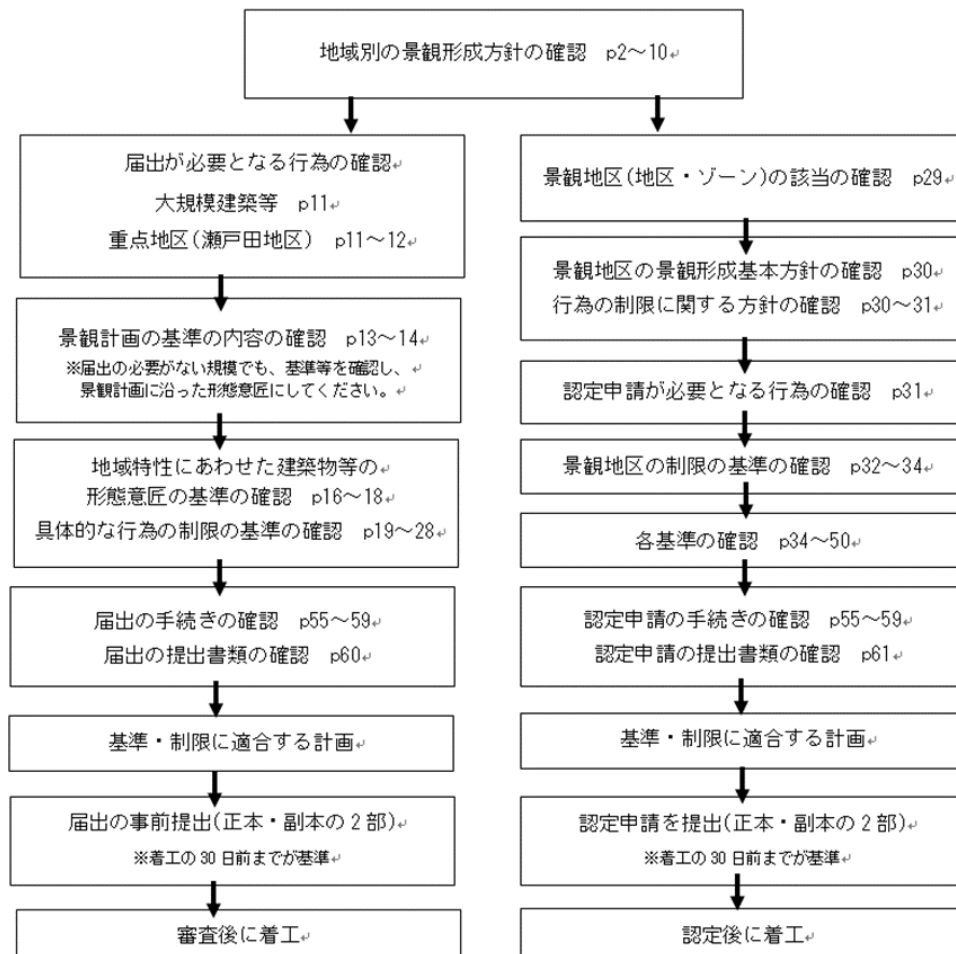 地域別の景観形成方針の確認 p2～10↵
届出が必要となる行為の確認↵
大規模建築等 p11↵
重点地区(瀬戸田地区) p11～12↵
景観計画の基準の内容の確認 p13～14↵
※届出の必要がない規模でも、基準等を確認し、↵
景観計画に沿った形態意匠にしてください。↵
地域特性にあわせた建築物等の↵
形態意匠の基準の確認 p16～18↵
具体的な行為の制限の基準の確認 p19～28↵
届出の手続きの確認 p55～59↵
届出の提出書類の確認 p60↵
基準・制限に適合する計画↵
届出の事前提出(正本・副本の2部)↵
※着工の30日前までが基準↵
審査後に着工↵
景観地区(地区・ゾーン)の該当の確認 p29↵
景観地区の景観形成基本方針の確認 p30↵
行為の制限に関する方針の確認 p30～31↵
認定申請が必要となる行為の確認 p31↵
景観地区の制限の基準の確認 p32～34↵
各基準の確認 p34～50↵
認定申請の手続きの確認 p55～59↵
認定申請の提出書類の確認 p61↵
基準・制限に適合する計画↵
認定申請を提出(正本・副本の2部)↵
※着工の30日前までが基準↵
認定後に着工↵